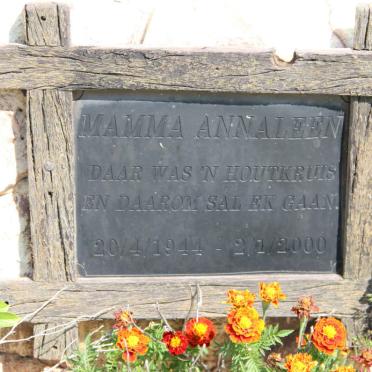 MAMMA ANNALEEN
DAAR WAS 'N HOUTKRUIS
EN DAAROM SAL EK GAAN.
20/4/1944 - 2/1/2000